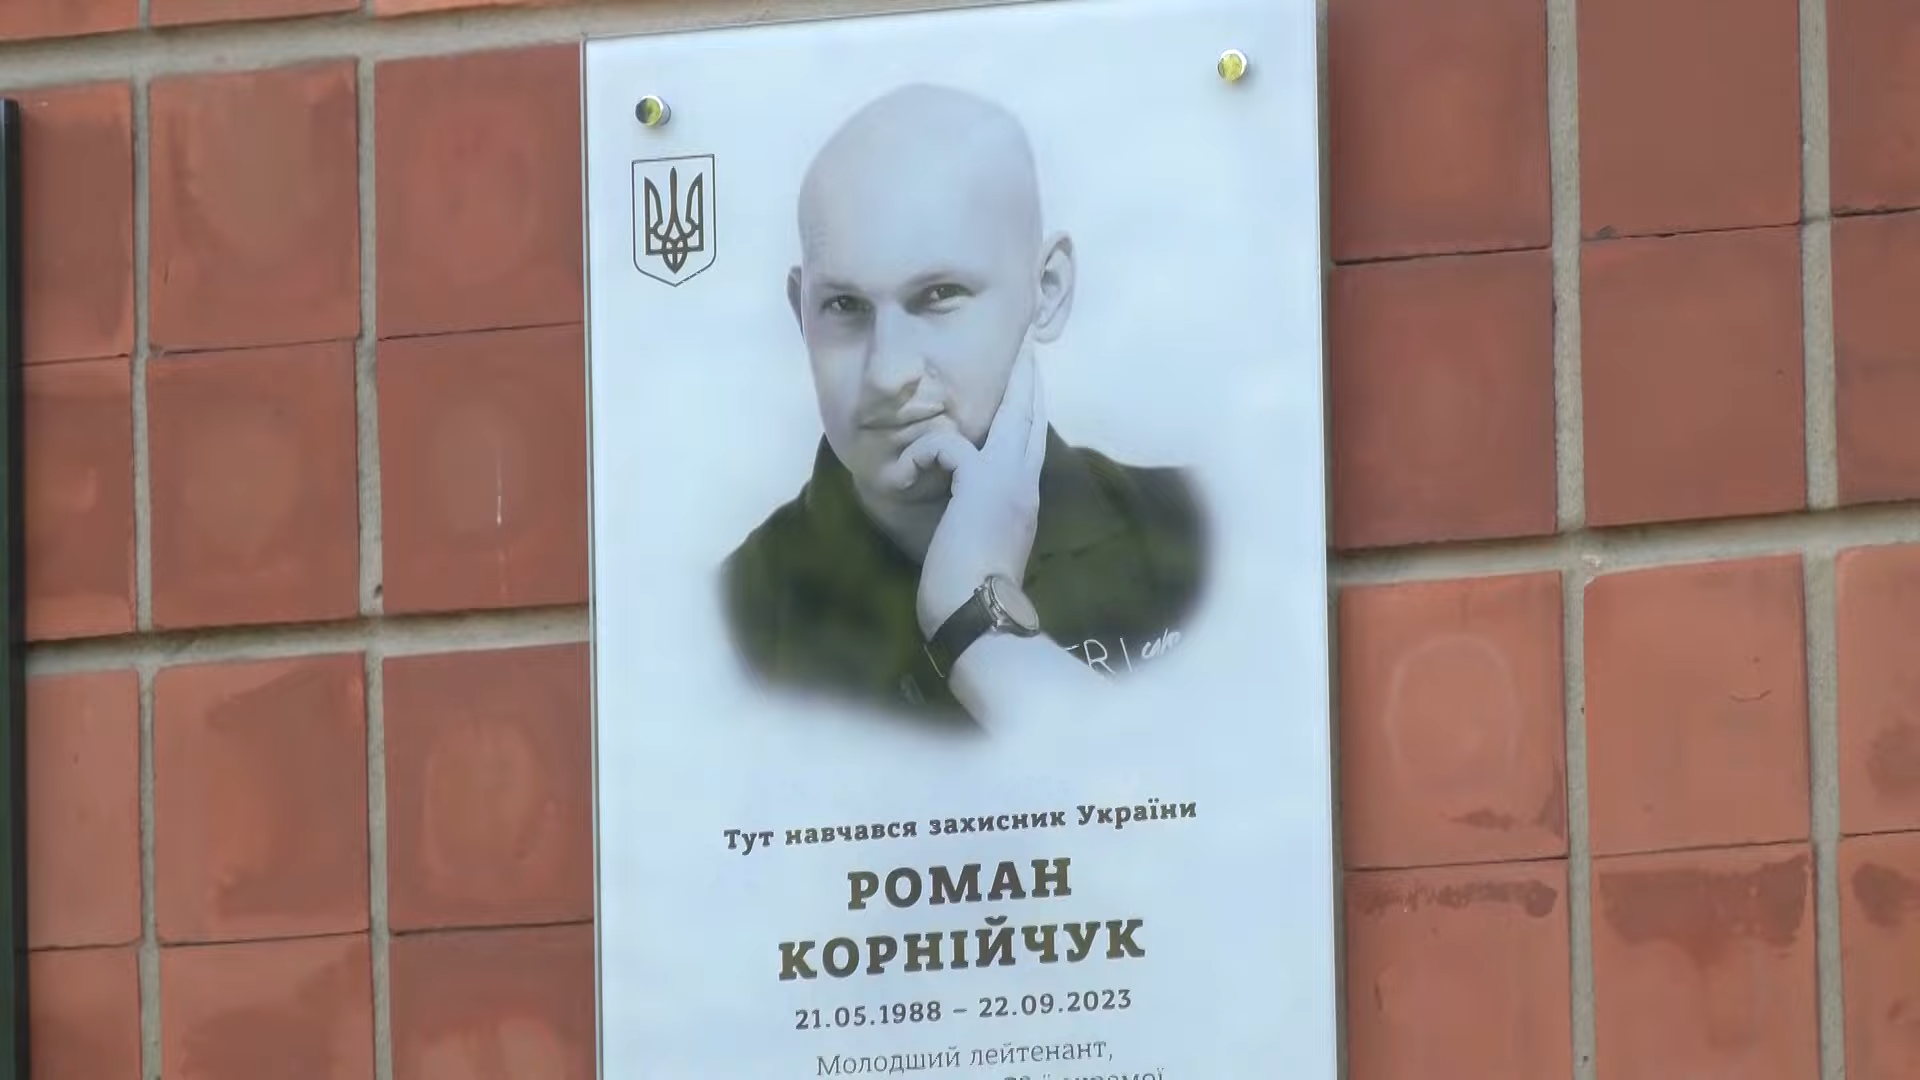 Тут навчався захисник України
РОМАН
КОРНІЙЧУК
21.05.1988 – 22.09.2023
Молодший лейтенант,